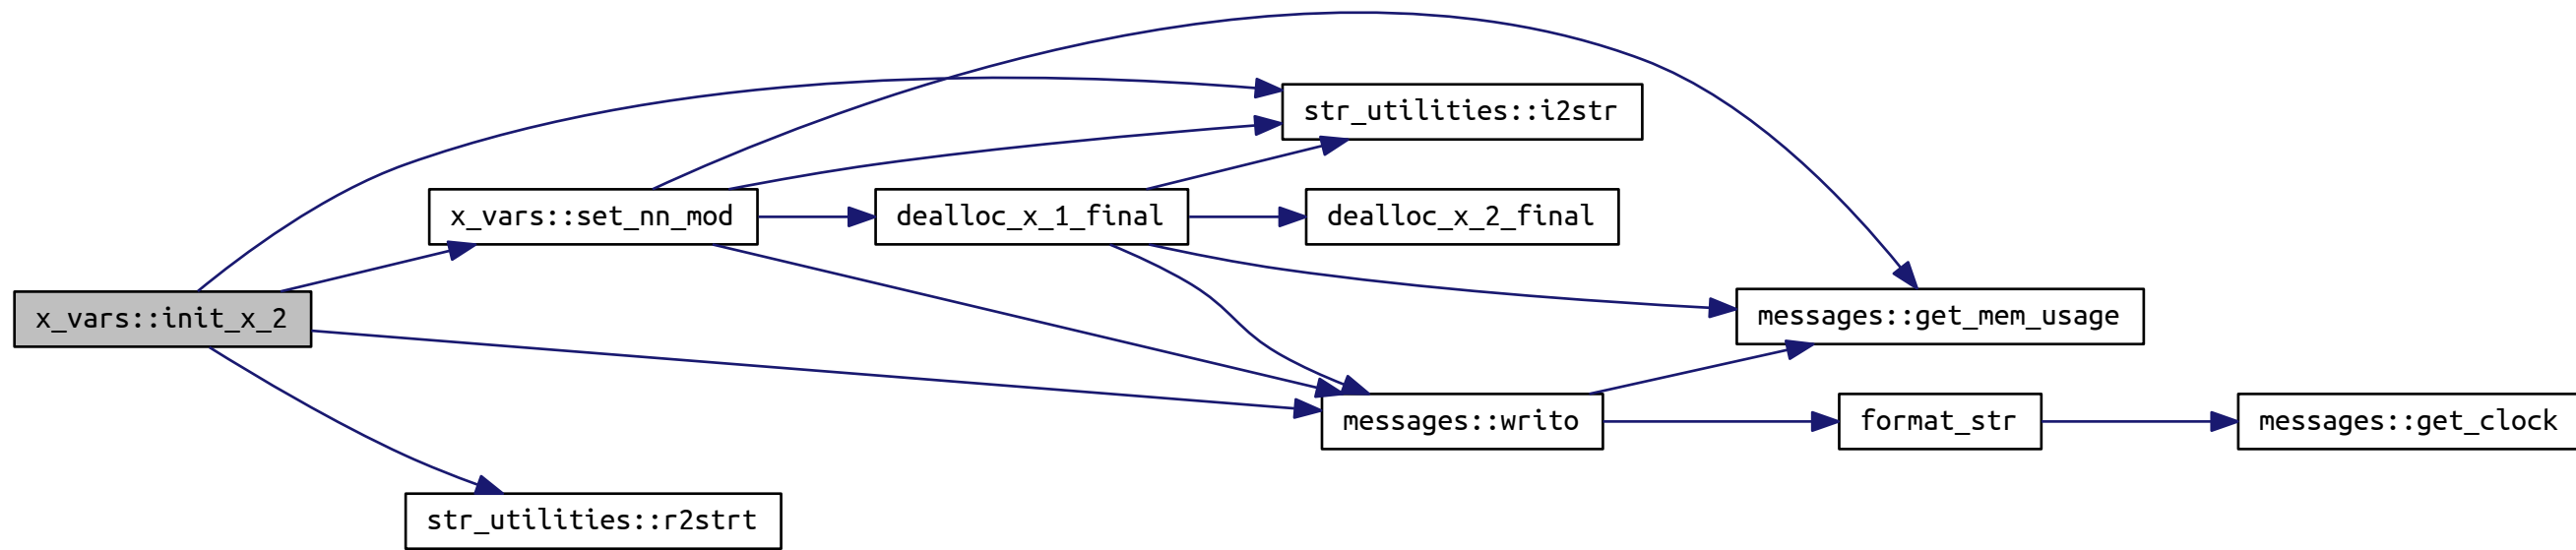 str_utilities::i2str
x_vars::set_nn_mod
dealloc_x_1_final
dealloc_x_2_final
x_vars::init_x_2
messages::get_mem_usage
messages::writo
format_str
messages::get_clock
str_utilities::r2strt